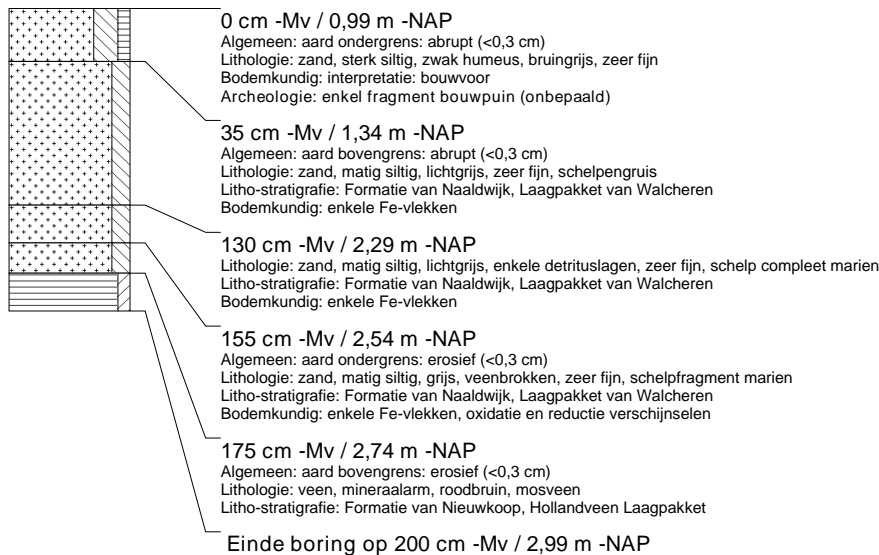 0 cm -Mv / 0,99 m -NAP
Algemeen: aard ondergrens: abrupt (<0,3 cm)
Lithologie: zand, sterk siltig, zwak humeus, bruingrijs, zeer fijn
Bodemkundig: interpretatie: bouwvoor
Archeologie: enkel fragment bouwpuin (onbepaald)
35 cm -Mv / 1,34 m -NAP
Algemeen: aard bovengrens: abrupt (<0,3 cm)
Lithologie: zand, matig siltig, lichtgrijs, zeer fijn, schelpengruis
Litho-stratigrafie: Formatie van Naaldwijk, Laagpakket van Walcheren
Bodemkundig: enkele Fe-vlekken
130 cm -Mv / 2,29 m -NAP
Lithologie: zand, matig siltig, lichtgrijs, enkele detrituslagen, zeer fijn, schelp compleet marien
Litho-stratigrafie: Formatie van Naaldwijk, Laagpakket van Walcheren
Bodemkundig: enkele Fe-vlekken
155 cm -Mv / 2,54 m -NAP
Algemeen: aard ondergrens: erosief (<0,3 cm)
Lithologie: zand, matig siltig, grijs, veenbrokken, zeer fijn, schelpfragment marien
Litho-stratigrafie: Formatie van Naaldwijk, Laagpakket van Walcheren
Bodemkundig: enkele Fe-vlekken, oxidatie en reductie verschijnselen
175 cm -Mv / 2,74 m -NAP
Algemeen: aard bovengrens: erosief (<0,3 cm)
Lithologie: veen, mineraalarm, roodbruin, mosveen
Litho-stratigrafie: Formatie van Nieuwkoop, Hollandveen Laagpakket
Einde boring op 200 cm -Mv / 2,99 m -NAP